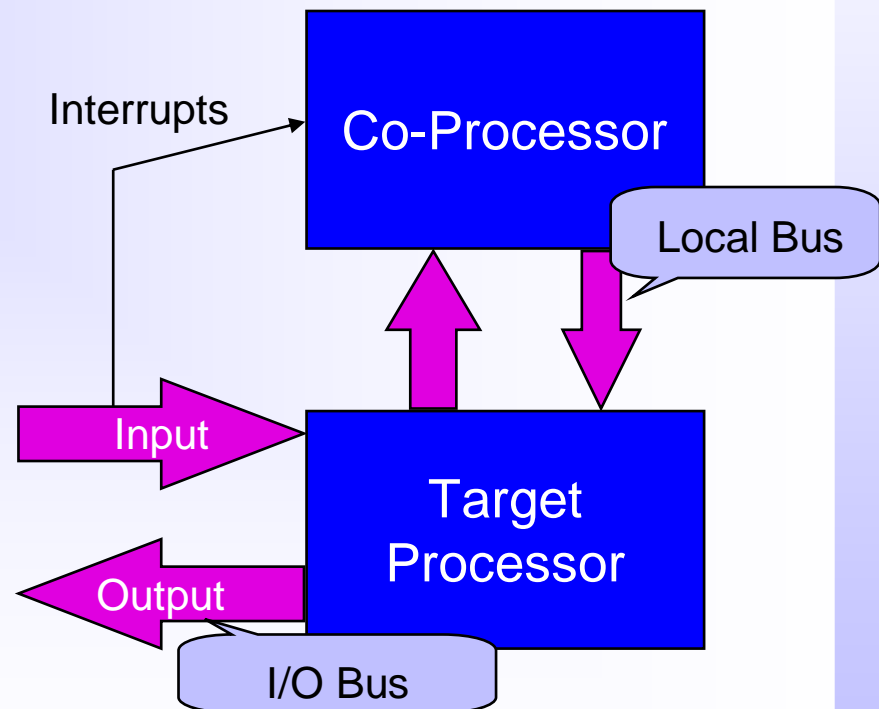 Interrupts
Co-Processor
Local Bus
Input
Target
Processor
Output
I/O Bus